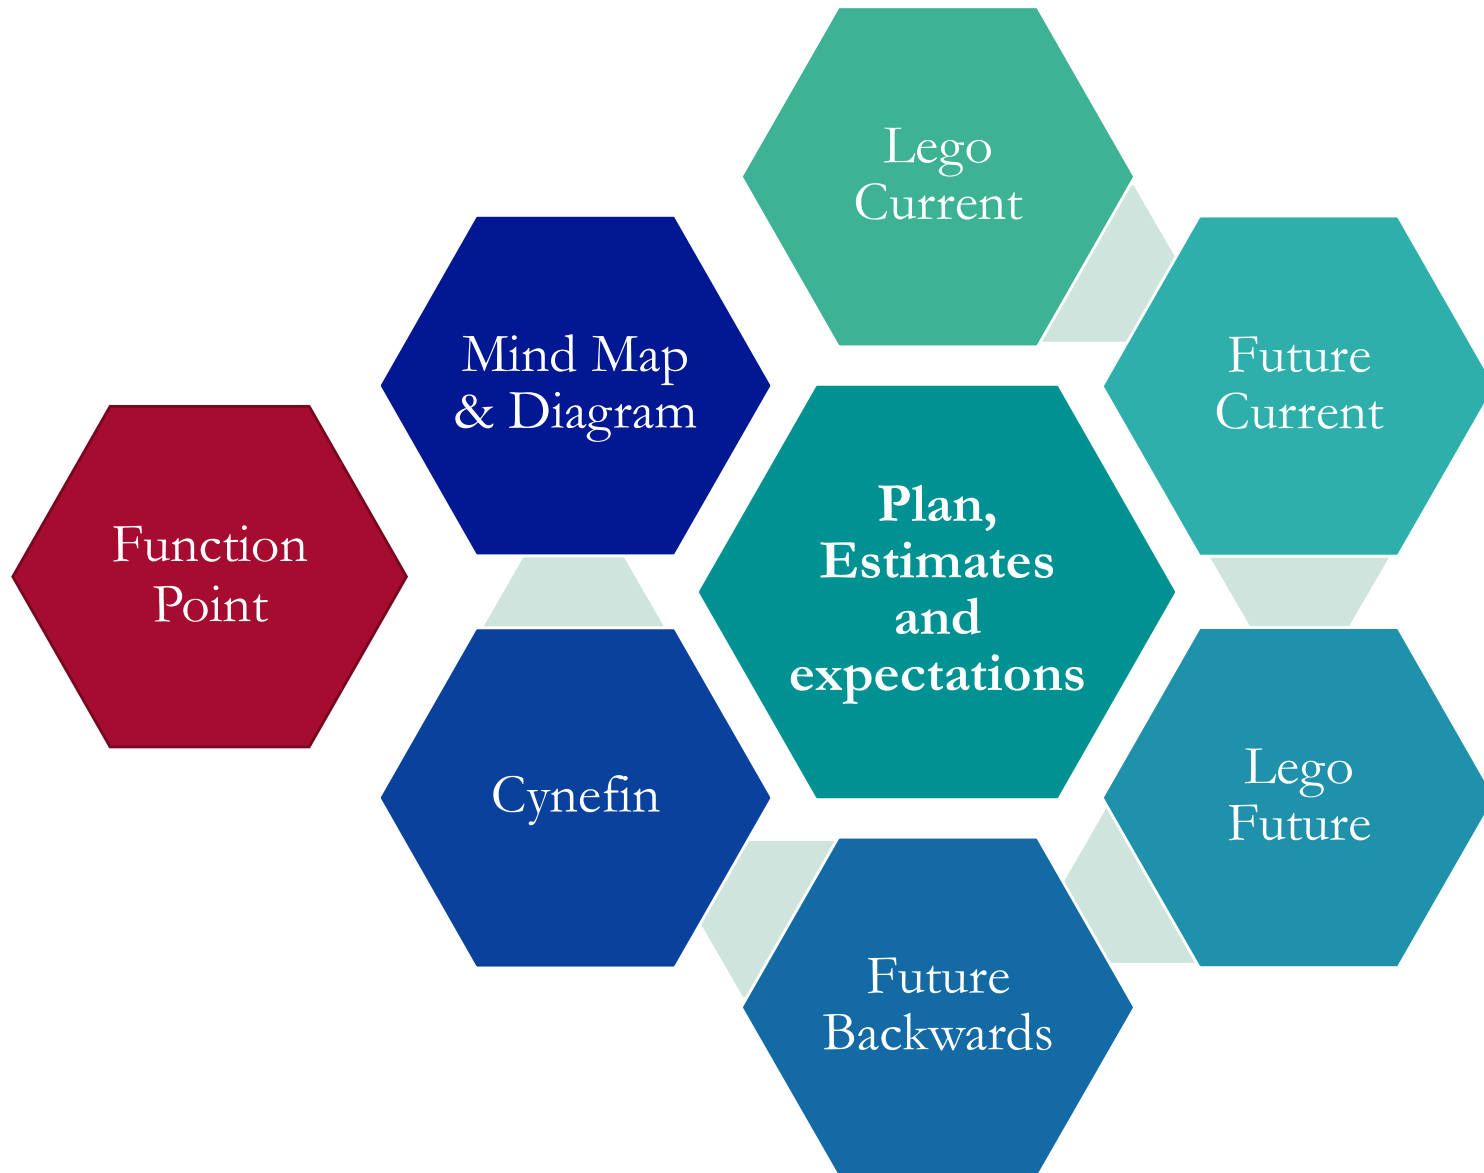 Lego
Current
Mind Map
& Diagram
Future
Current
Function
Point
Plan,
Estimates
and
expectations
Cynefin
Lego
Future
Future
Backwards